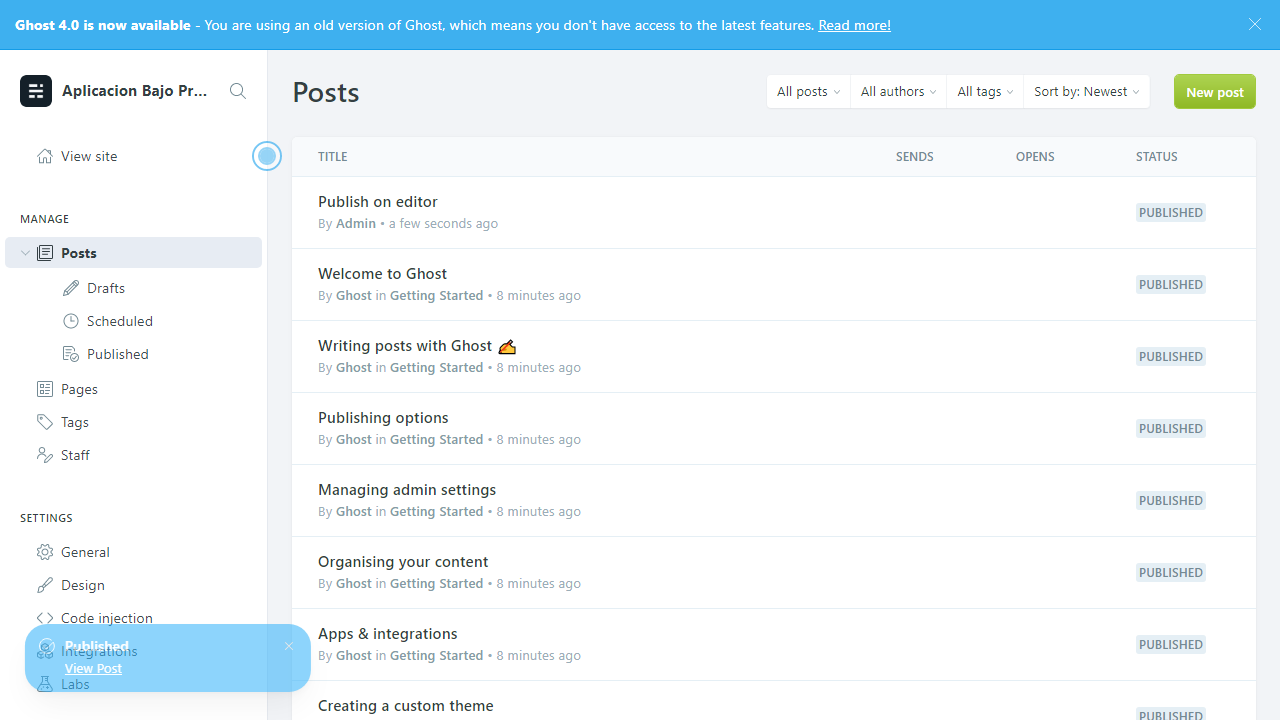 Ghost 4.0 is now available - You are using an old version of Ghost, which means you don't have access to the latest features. Read more!
Aplicacion Bajo Pr...
View site
MANAGE
Posts
Drafts
Scheduled
Published
Pages
Tags
Staff
SETTINGS
General
Design
Code injection
Integrations
Labs
Published
View Post
Posts
All posts
All authors
All tags
Sort by: Newest
New post
TITLE SENDS OPENS STATUS
Publish on editor
By Admin • a few seconds ago
PUBLISHED
Welcome to Ghost
By Ghost in Getting Started • 8 minutes ago
PUBLISHED
Writing posts with Ghost ✍️
By Ghost in Getting Started • 8 minutes ago
PUBLISHED
Publishing options
By Ghost in Getting Started • 8 minutes ago
PUBLISHED
Managing admin settings
By Ghost in Getting Started • 8 minutes ago
PUBLISHED
Organising your content
By Ghost in Getting Started • 8 minutes ago
PUBLISHED
Apps & integrations
By Ghost in Getting Started • 8 minutes ago
PUBLISHED
Creating a custom theme
PUBLISHED